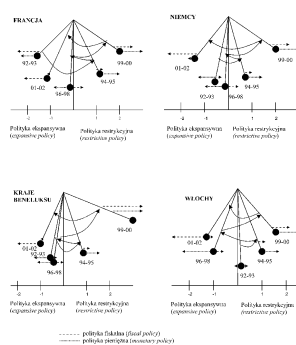 FRANCJA
99-00
92-93
94-95
01-02
96-98
-2 -1 0 1 2
Polityka ekspansywna Polityka restrykcyjna
(expansive policy) (restrictive policy)
NIEMCY
01-02
99-00
94-95
92-93
96-98
-2 -1 0 1 2
Polityka ekspansywna Polityka restrykcyjna
(expansive policy) (restrictive policy)
KRAJE
BENELUKSU
99-00
01-02
92-93
94-95
96-98
-2 -1 0 1 2
Polityka ekspansywna Polityka restrykcyjna
(expansive policy) (restrictive policy)
WŁOCHY
01-02
99-00
96-98
94-95
92-93
-2 -1 0 1 2
Polityka ekspansywna Polityka restrykcyjna
(expansive policy) (restrictive policy)
polityka fiskalna (fiscal policy)
polityka pieniężna (monetary policy)